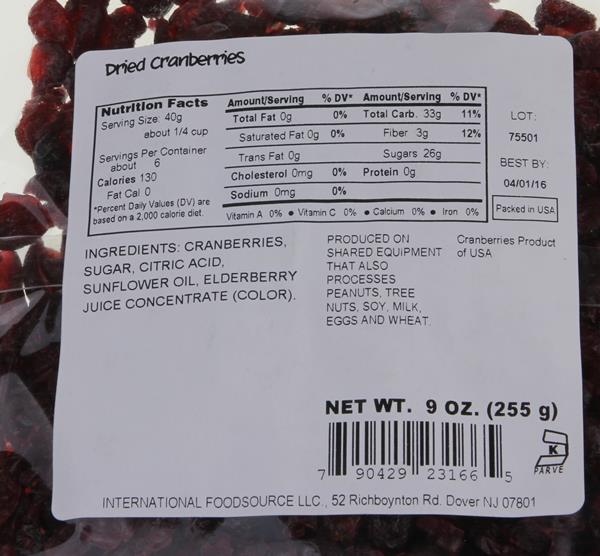 Dried Cranberries
Nutrition Facts
Serving Size: 40g
about 1/4 cup
Servings Per Container
about 6
Calories 130
Fat Cal 0
*Percent Daily Values (DV) are
based on a 2,000 calorie diet.
Amount/Serving % DV* Amount/Serving % DV*
Total Fat 0g 0% Total Carb. 33g 11%
Saturated Fat 0g 0% Fiber 3g 12%
Trans Fat 0g Sugars 26g
Cholesterol 0mg 0% Protein 0g
Sodium 0mg 0%
Vitamin A 0% • Vitamin C 0% • Calcium 0% • Iron 0%
LOT:
75501
BEST BY:
04/01/16
Packed in USA
INGREDIENTS: CRANBERRIES,
SUGAR, CITRIC ACID,
SUNFLOWER OIL, ELDERBERRY
JUICE CONCENTRATE (COLOR).
PRODUCED ON
SHARED EQUIPMENT
THAT ALSO
PROCESSES
PEANUTS, TREE
NUTS, SOY, MILK,
EGGS AND WHEAT.
Cranberries Product
of USA
NET WT. 9 OZ. (255 g)
7 90429 23166 5
K
PARVE
INTERNATIONAL FOODSOURCE LLC., 52 Richboynton Rd. Dover NJ 07801